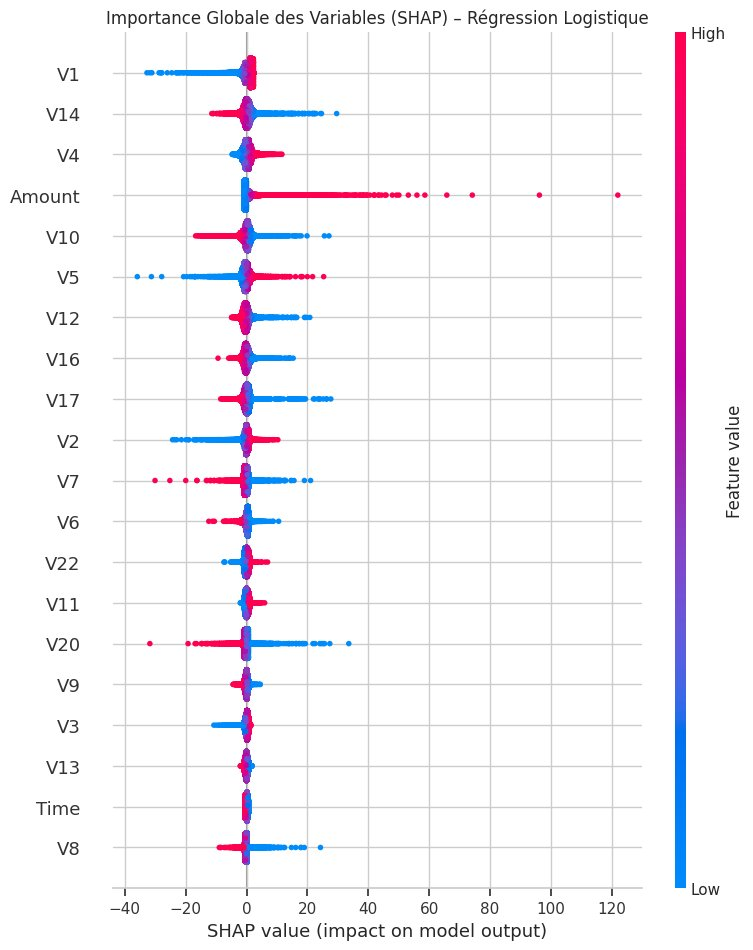 Importance Globale des Variables (SHAP) – Régression Logistique
High
V1
V14
V4
Amount
V10
V5
V12
V16
V17
V2
V7
V6
V22
V11
V20
V9
V3
V13
Time
V8
Feature value
Low
−40 −20 0 20 40 60 80 100 120
SHAP value (impact on model output)